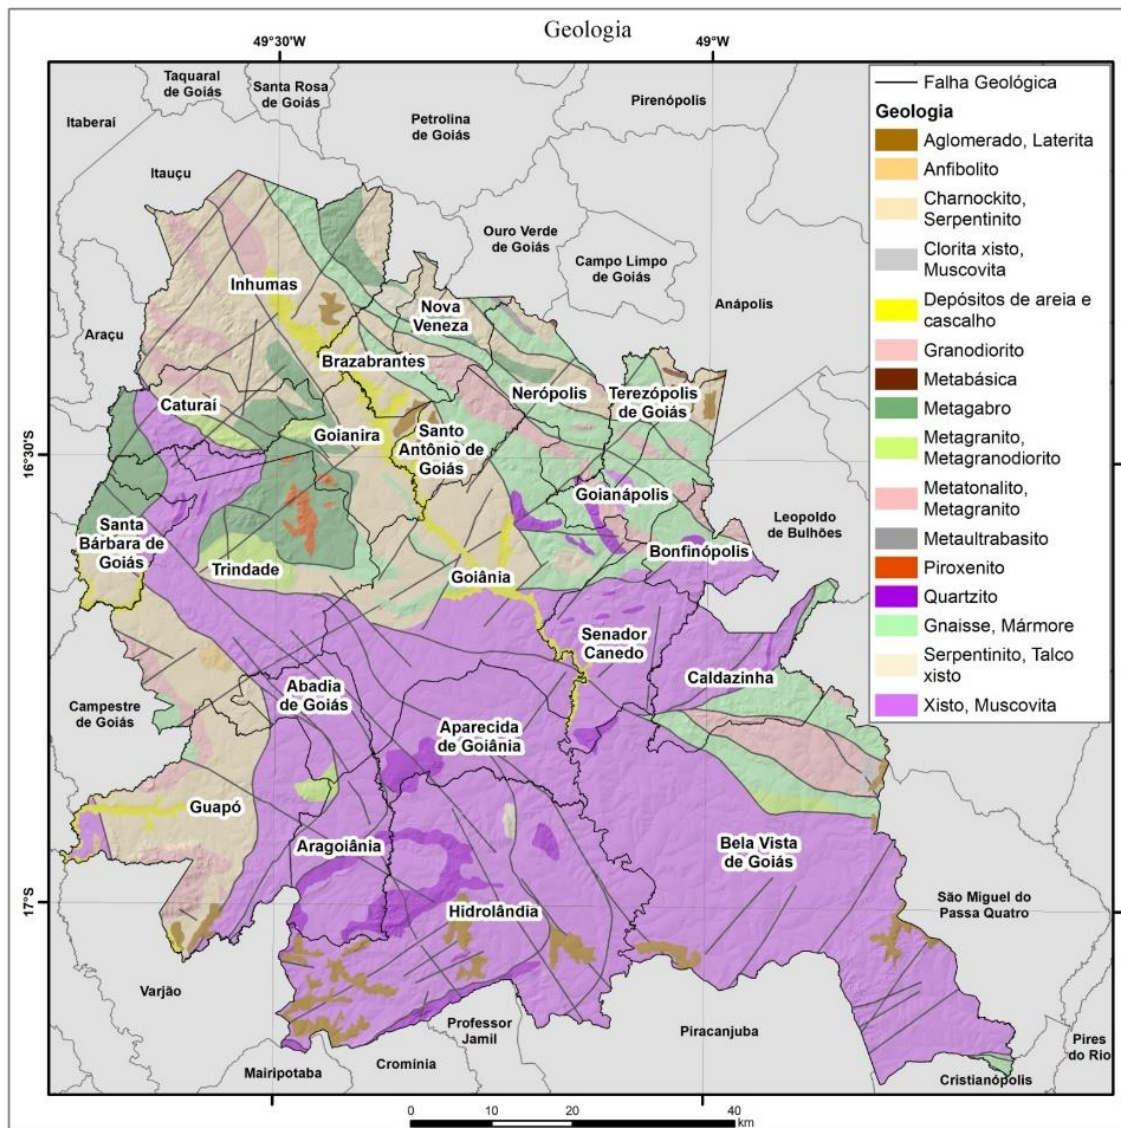 Geologia
49°30'W
49°W
16°30'S
17°S
Taquaral
de Goiás
Santa Rosa
de Goiás
Itaberaí
Petrolina
de Goiás
Pirenópolis
Itauçu
Ouro Verde
de Goiás
Campo Limpo
de Goiás
Anápolis
Araçu
Inhumas
Nova
Veneza
Brazabrantes
Nerópolis
Terezópolis
de Goiás
Caturaí
Goianira
Santo
Antônio de
Goiás
Goianápolis
Leopoldo
de Bulhões
Santa
Bárbara de
Goiás
Trindade
Goiânia
Bonfinópolis
Senador
Canedo
Caldazinha
Campestre
de Goiás
Abadia
de Goiás
Aparecida
de Goiânia
Guapó
Aragoiânia
Bela Vista
de Goiás
Hidrolândia
São Miguel do
Passa Quatro
Varjão
Professor
Jamil
Piracanjuba
Pires
do Rio
Mairipotaba
Cromínia
Cristianópolis
Falha Geológica
Geologia
Aglomerado, Laterita
Anfibolito
Charnockito,
Serpentinito
Clorita xisto,
Muscovita
Depósitos de areia e
cascalho
Granodiorito
Metabásica
Metagabro
Metagranito,
Metagranodiorito
Metatonalito,
Metagranito
Metaultrabasito
Piroxenito
Quartzito
Gnaisse, Mármore
Serpentinito, Talco
xisto
Xisto, Muscovita
0 10 20 40
km